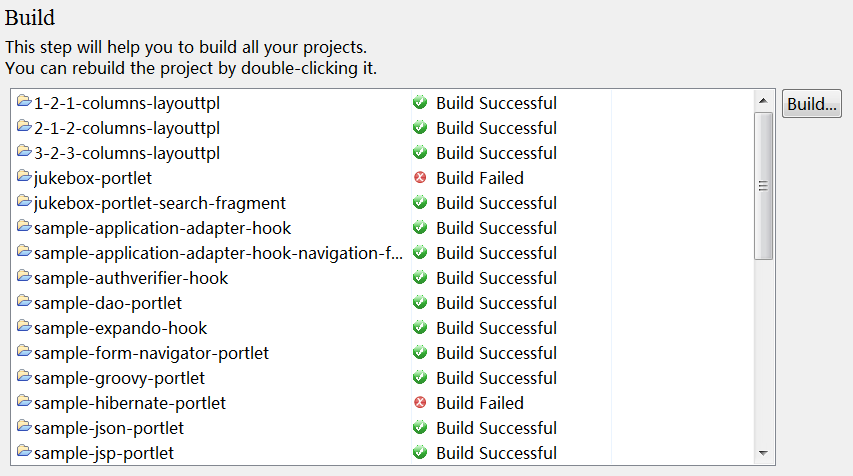 Build
This step will help you to build all your projects.
You can rebuild the project by double-clicking it.
1-2-1-columns-layouttpl Build Successful Build...
2-1-2-columns-layouttpl Build Successful
3-2-3-columns-layouttpl Build Successful
jukebox-portlet Build Failed
jukebox-portlet-search-fragment Build Successful
sample-application-adapter-hook Build Successful
sample-application-adapter-hook-navigation-f... Build Successful
sample-authverifier-hook Build Successful
sample-dao-portlet Build Successful
sample-expando-hook Build Successful
sample-form-navigator-portlet Build Successful
sample-groovy-portlet Build Successful
sample-hibernate-portlet Build Failed
sample-json-portlet Build Successful
sample-jsp-portlet Build Successful